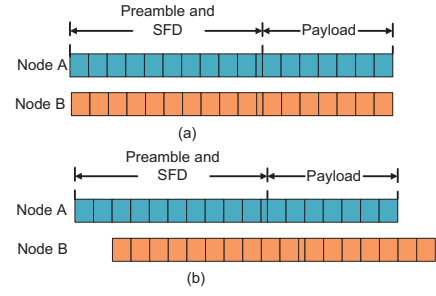 Preamble and
SFD
Payload
Node A
Node B
(a)
Preamble and
SFD
Payload
Node A
Node B
(b)